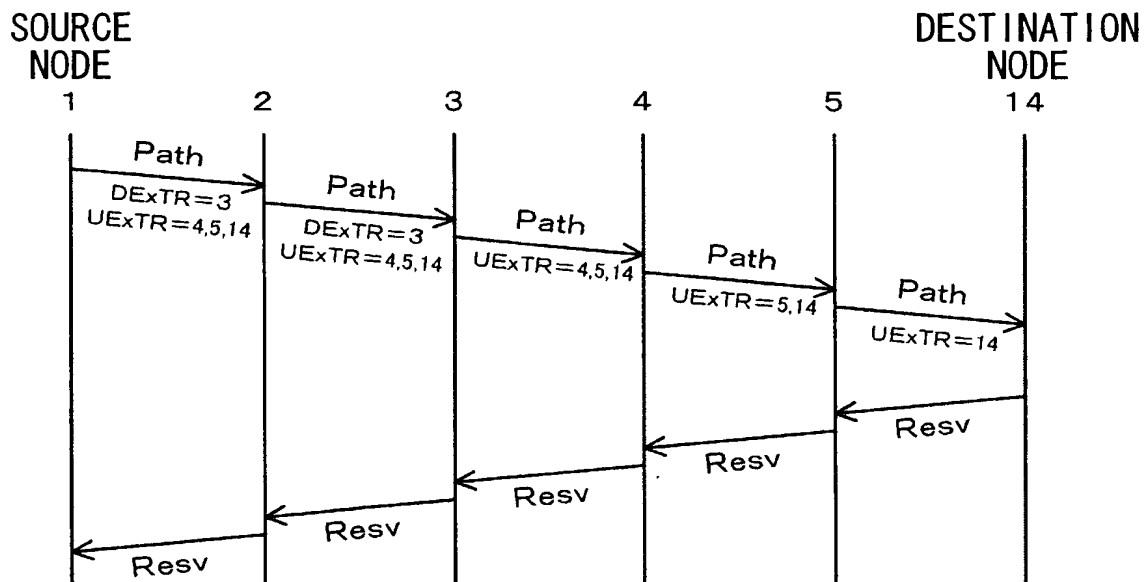 SOURCE
NODE
DESTINATION
NODE
1 2 3 4 5 14
Path
DExTR=3
UExTR=4,5,14
Path
DExTR=3
UExTR=4,5,14
Path
UExTR=4,5,14
Path
UExTR=5,14
Path
UExTR=14
Resv
Resv
Resv
Resv
Resv